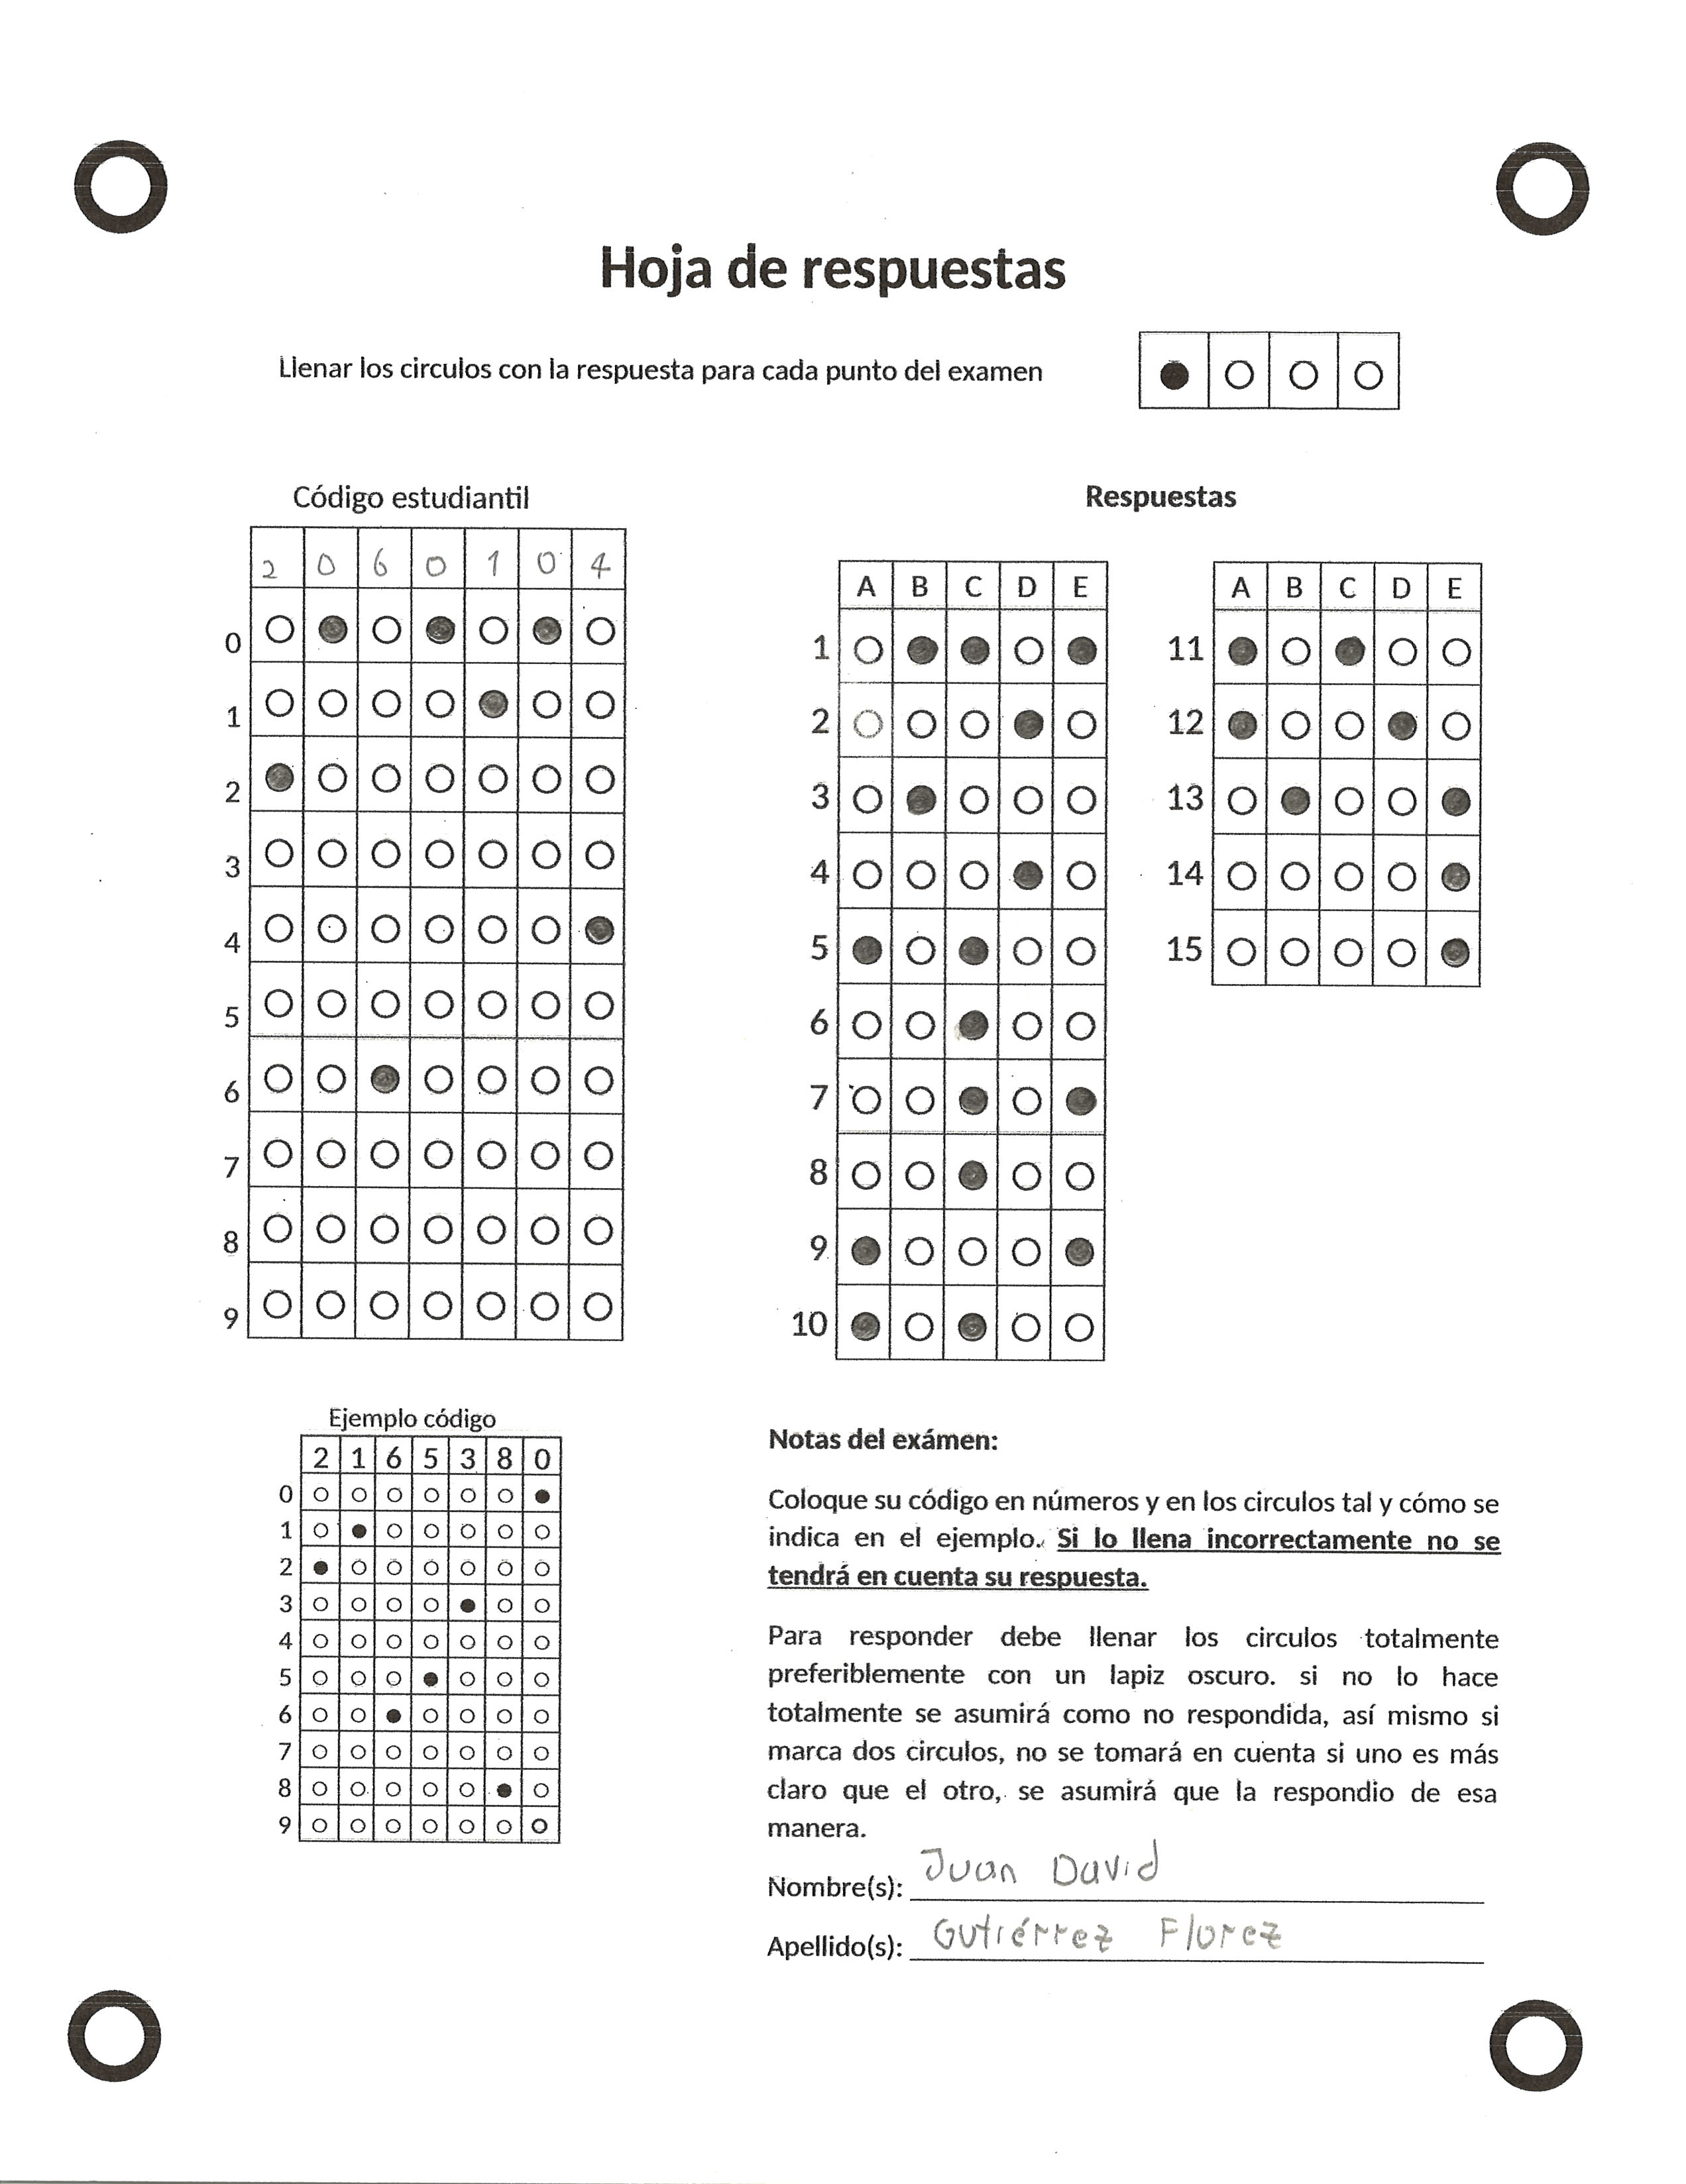 Hoja de respuestas
Llenar los circulos con la respuesta para cada punto del examen
Código estudiantil
2 0 6 0 1 0 4
0
1
2
3
4
5
6
7
8
9
Respuestas
A B C D E
1
2
3
4
5
6
7
8
9
10
A B C D E
11
12
13
14
15
Ejemplo código
2 1 6 5 3 8 0
0
1
2
3
4
5
6
7
8
9
Notas del exámen:
Coloque su código en números y en los circulos tal y cómo se
indica en el ejemplo. Si lo llena incorrectamente no se
tendrá en cuenta su respuesta.
Para responder debe llenar los circulos totalmente
preferiblemente con un lapiz oscuro. si no lo hace
totalmente se asumirá como no respondida, así mismo si
marca dos circulos, no se tomará en cuenta si uno es más
claro que el otro, se asumirá que la respondio de esa
manera.
Nombre(s): Juan David
Apellido(s): Gutiérrez Florez